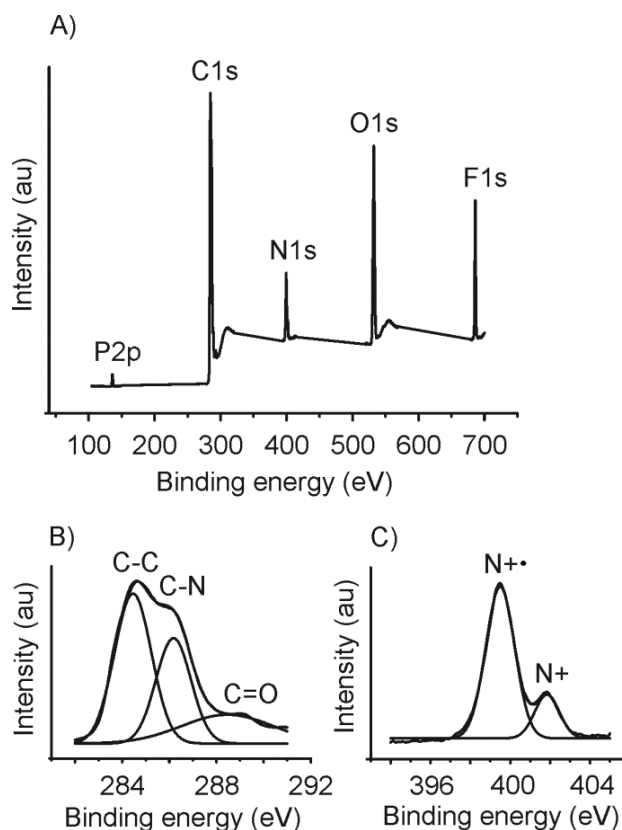 A)
C1s
O1s
F1s
N1s
P2p
Intensity (au)
100 200 300 400 500 600 700
Binding energy (eV)
B)
C-C
C-N
C=O
Intensity (au)
284 288 292
Binding energy (eV)
C)
N+•
N+
Intensity (au)
396 400 404
Binding energy (eV)